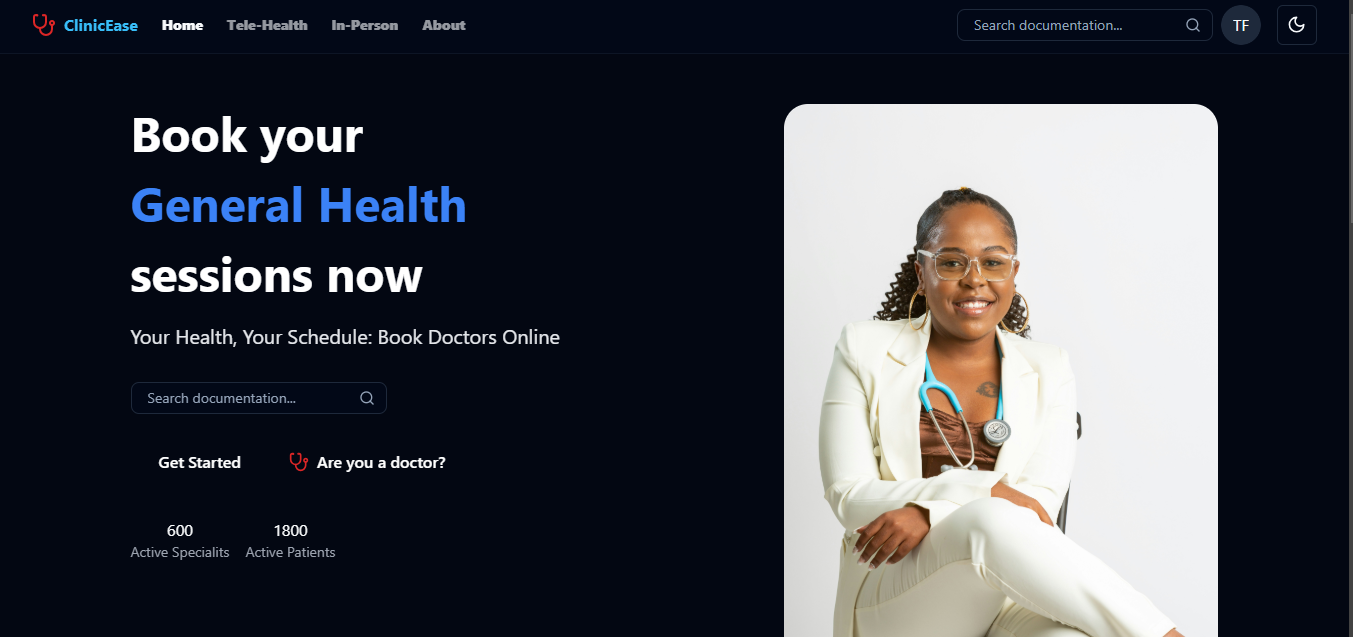 ClinicEase Home Tele-Health In-Person About Search documentation... TF
Book your
General Health
sessions now
Your Health, Your Schedule: Book Doctors Online
Search documentation...
Get Started Are you a doctor?
600 1800
Active Specialits Active Patients